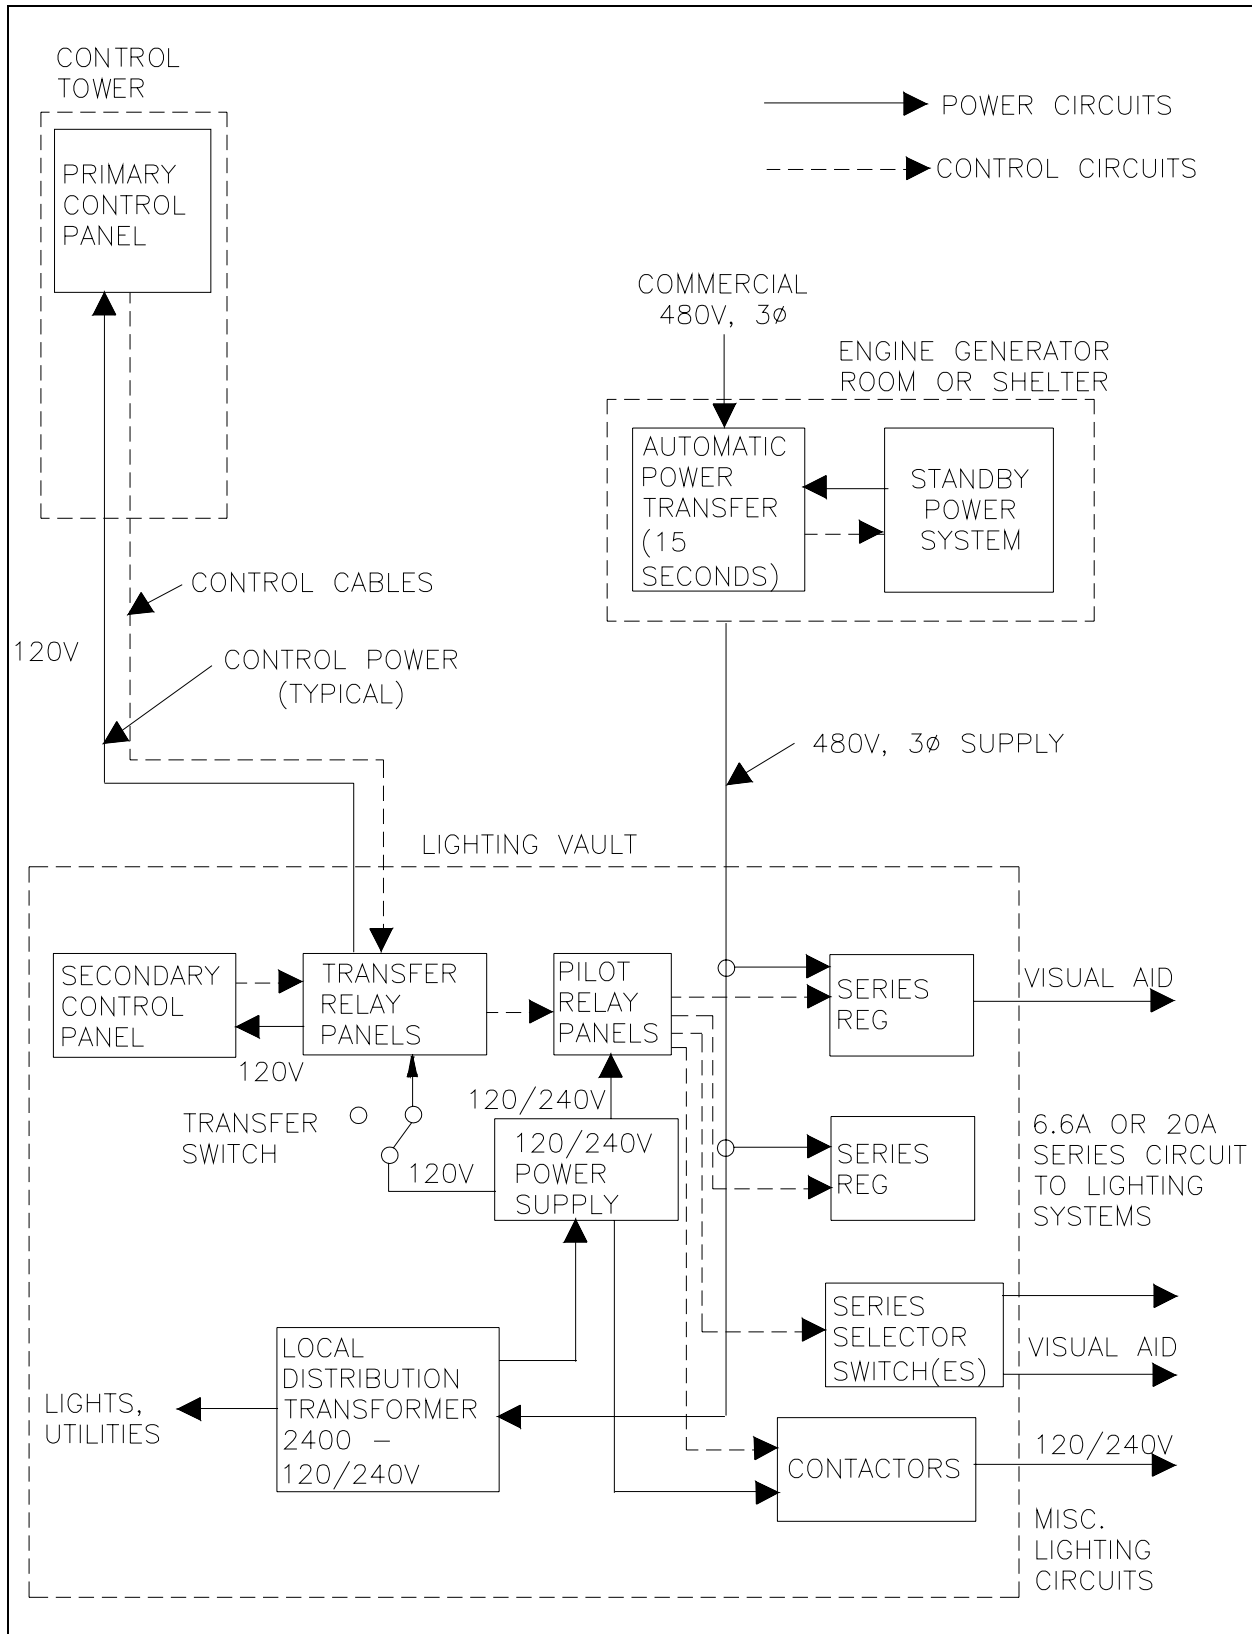 CONTROL
TOWER
POWER CIRCUITS
CONTROL CIRCUITS
PRIMARY
CONTROL
PANEL
COMMERCIAL
480V, 3ø
ENGINE GENERATOR
ROOM OR SHELTER
AUTOMATIC
POWER
TRANSFER
(15
SECONDS)
STANDBY
POWER
SYSTEM
CONTROL CABLES
120V
CONTROL POWER
(TYPICAL)
480V, 3ø SUPPLY
LIGHTING VAULT
SECONDARY
CONTROL
PANEL
TRANSFER
RELAY
PANELS
PILOT
RELAY
PANELS
SERIES
REG
VISUAL AID
120V
120/240V
TRANSFER
SWITCH
120V
120/240V
POWER
SUPPLY
SERIES
REG
6.6A OR 20A
SERIES CIRCUIT
TO LIGHTING
SYSTEMS
SERIES
SELECTOR
SWITCH(ES)
VISUAL AID
LOCAL
DISTRIBUTION
TRANSFORMER
2400 –
120/240V
LIGHTS,
UTILITIES
CONTACTORS
120/240V
MISC.
LIGHTING
CIRCUITS